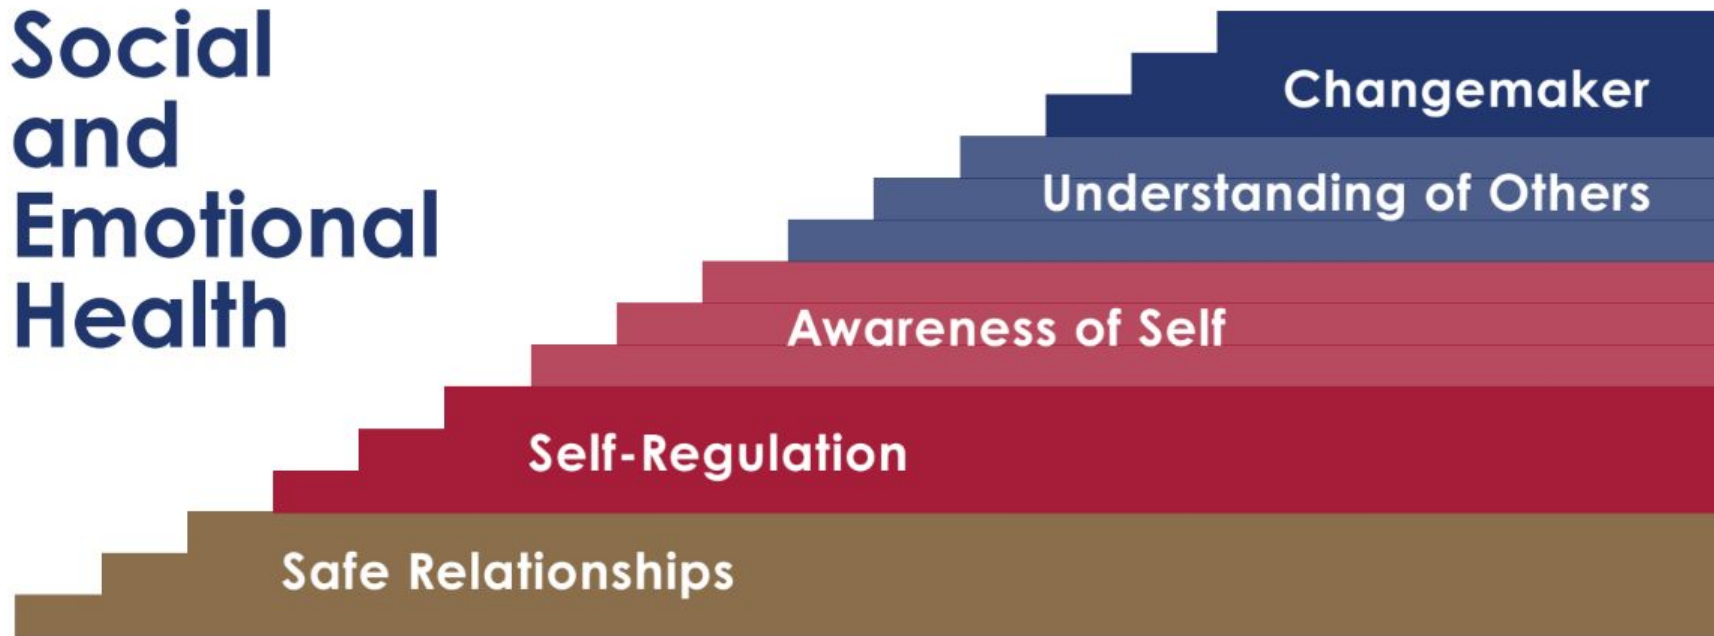 Social
and
Emotional
Health
Changemaker
Understanding of Others
Awareness of Self
Self-Regulation
Safe Relationships